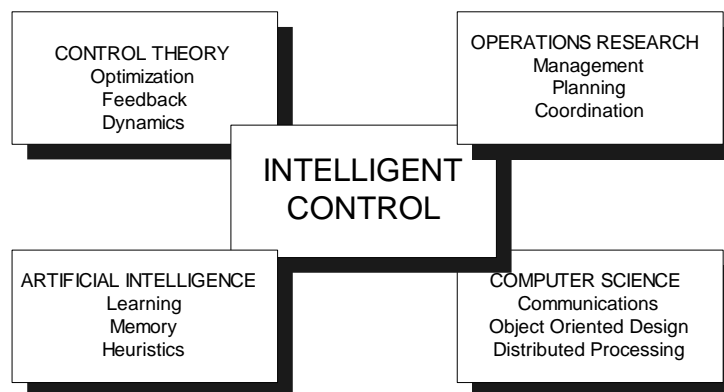 CONTROL THEORY
Optimization
Feedback
Dynamics
OPERATIONS RESEARCH
Management
Planning
Coordination
INTELLIGENT
CONTROL
ARTIFICIAL INTELLIGENCE
Learning
Memory
Heuristics
COMPUTER SCIENCE
Communications
Object Oriented Design
Distributed Processing